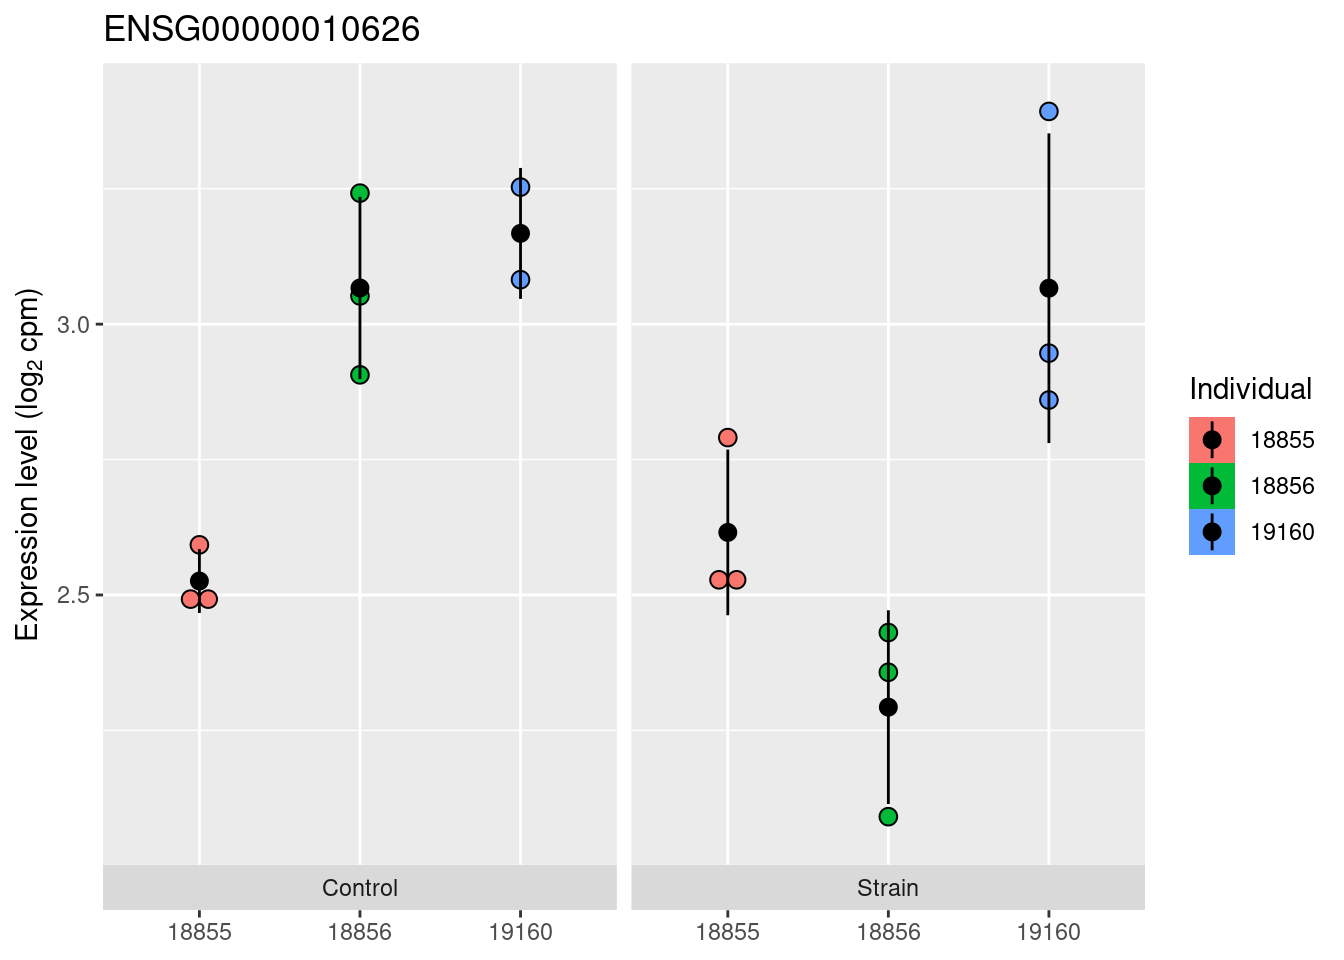 ENSG00000010626
Expression level (log₂ cpm)
3.0
2.5
Control
Strain
18855
18856
19160
18855
18856
19160
Individual
18855
18856
19160